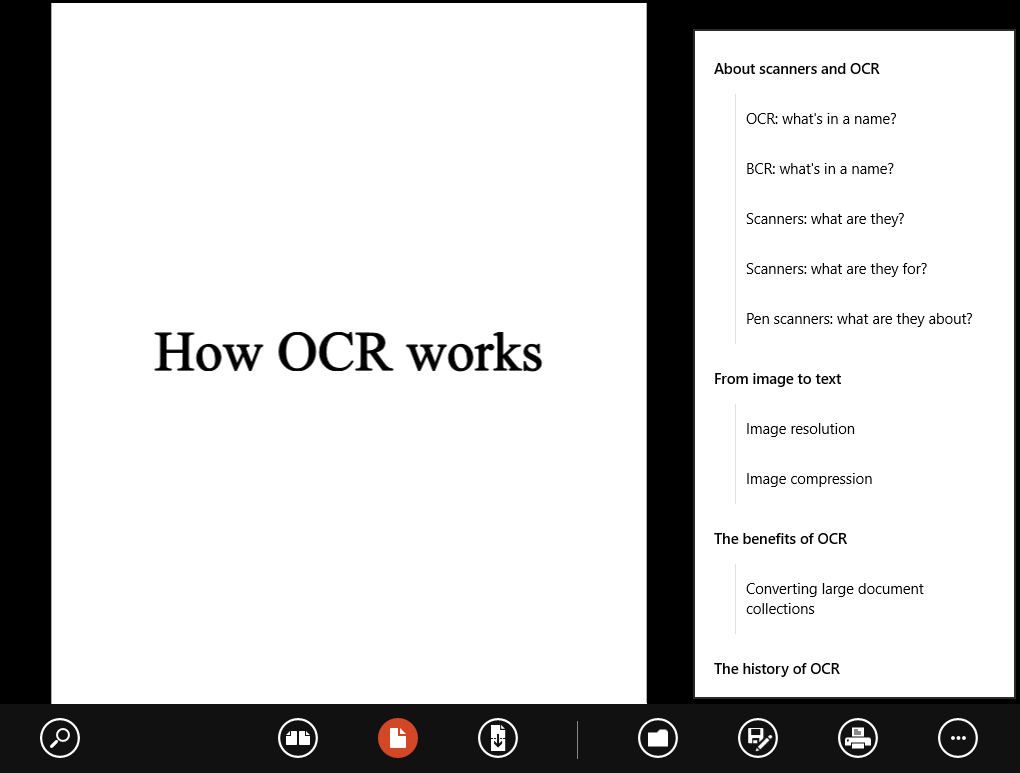 How OCR works
About scanners and OCR
OCR: what's in a name?
BCR: what's in a name?
Scanners: what are they?
Scanners: what are they for?
Pen scanners: what are they about?
From image to text
Image resolution
Image compression
The benefits of OCR
Converting large document
collections
The history of OCR